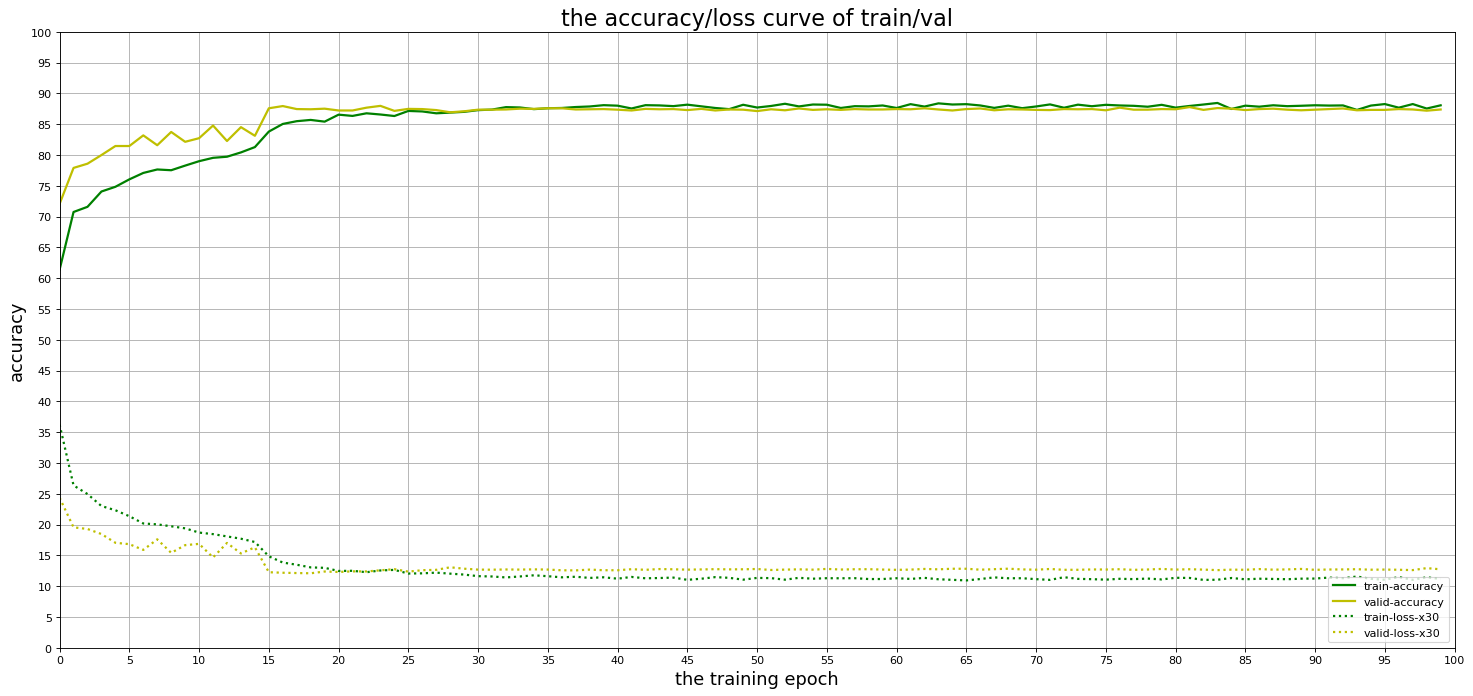 the accuracy/loss curve of train/val
100
95
90
85
80
75
70
65
60
55
50
45
40
35
30
25
20
15
10
5
0
accuracy
train-accuracy
valid-accuracy
train-loss-x30
valid-loss-x30
0 5 10 15 20 25 30 35 40 45 50 55 60 65 70 75 80 85 90 95 100
the training epoch